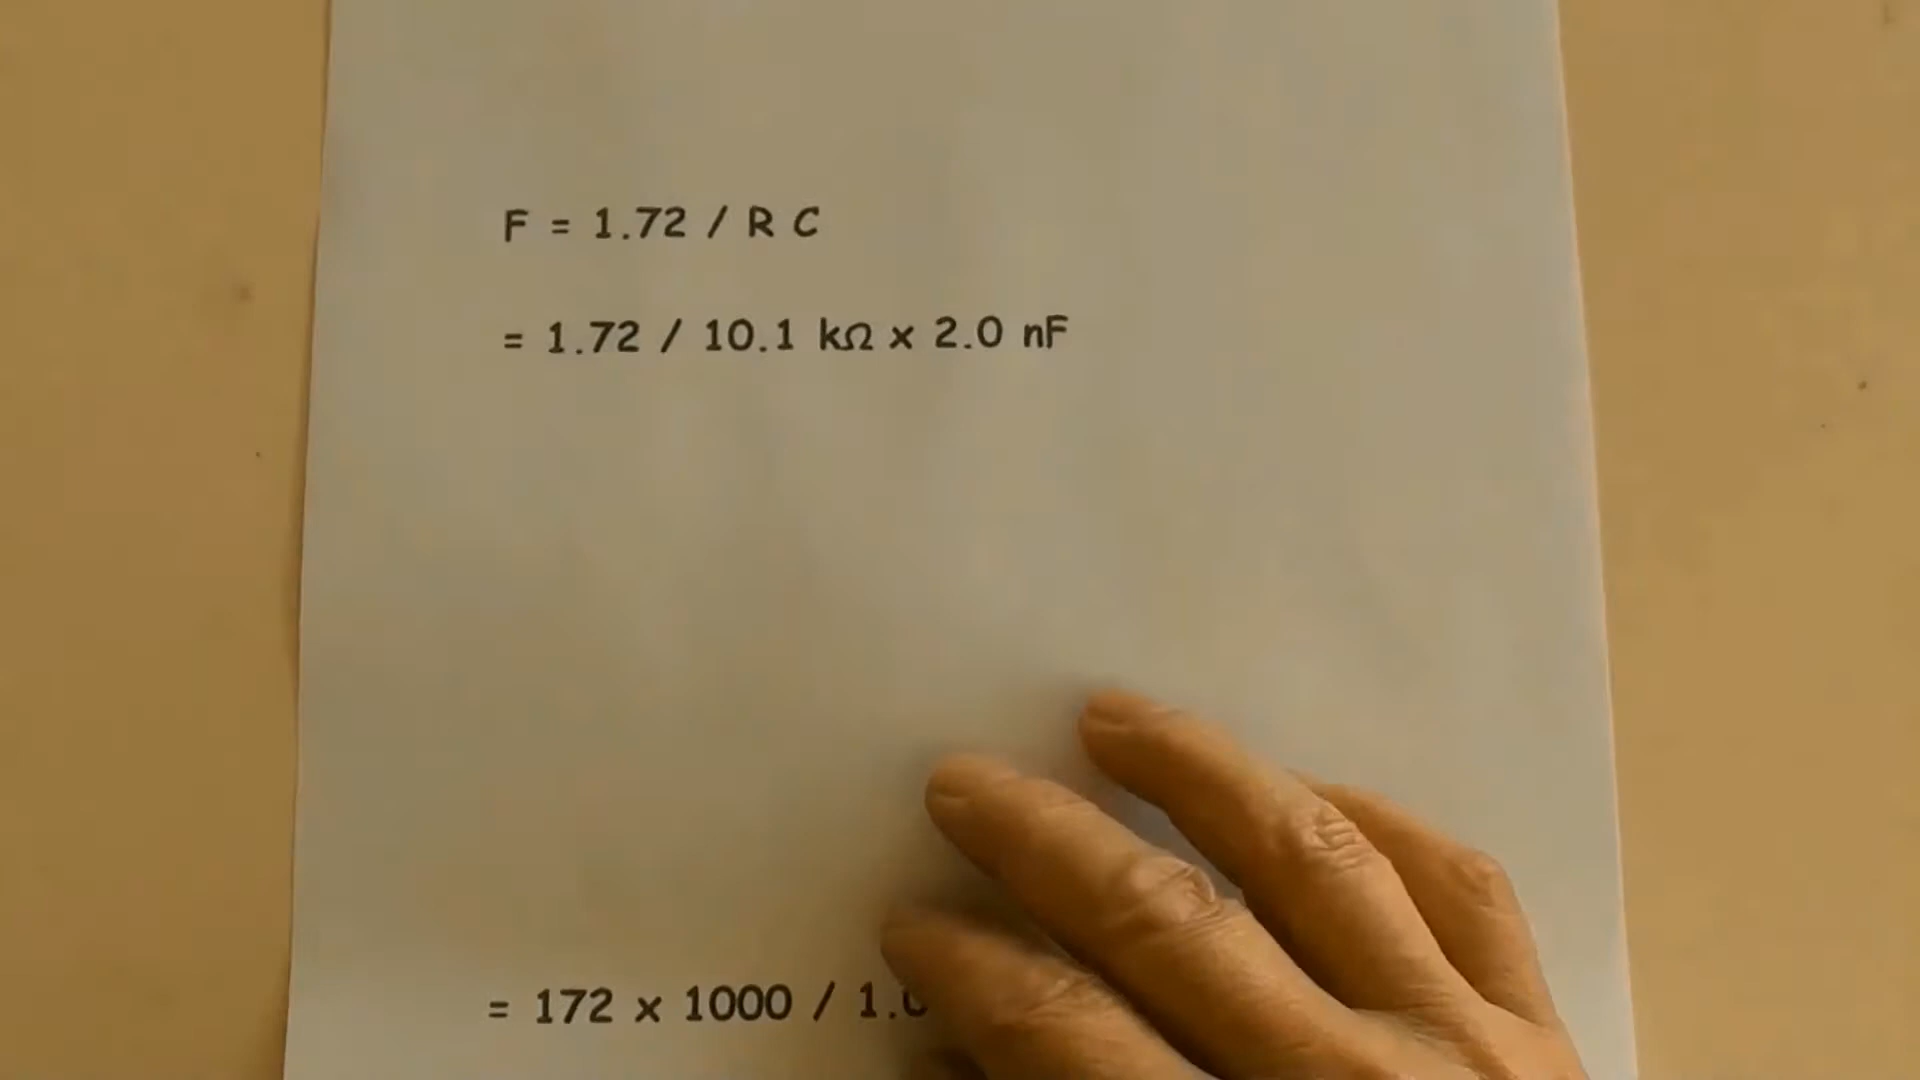 F = 1.72 / R C
= 1.72 / 10.1 kΩ x 2.0 nF
= 172 x 1000 / 1.